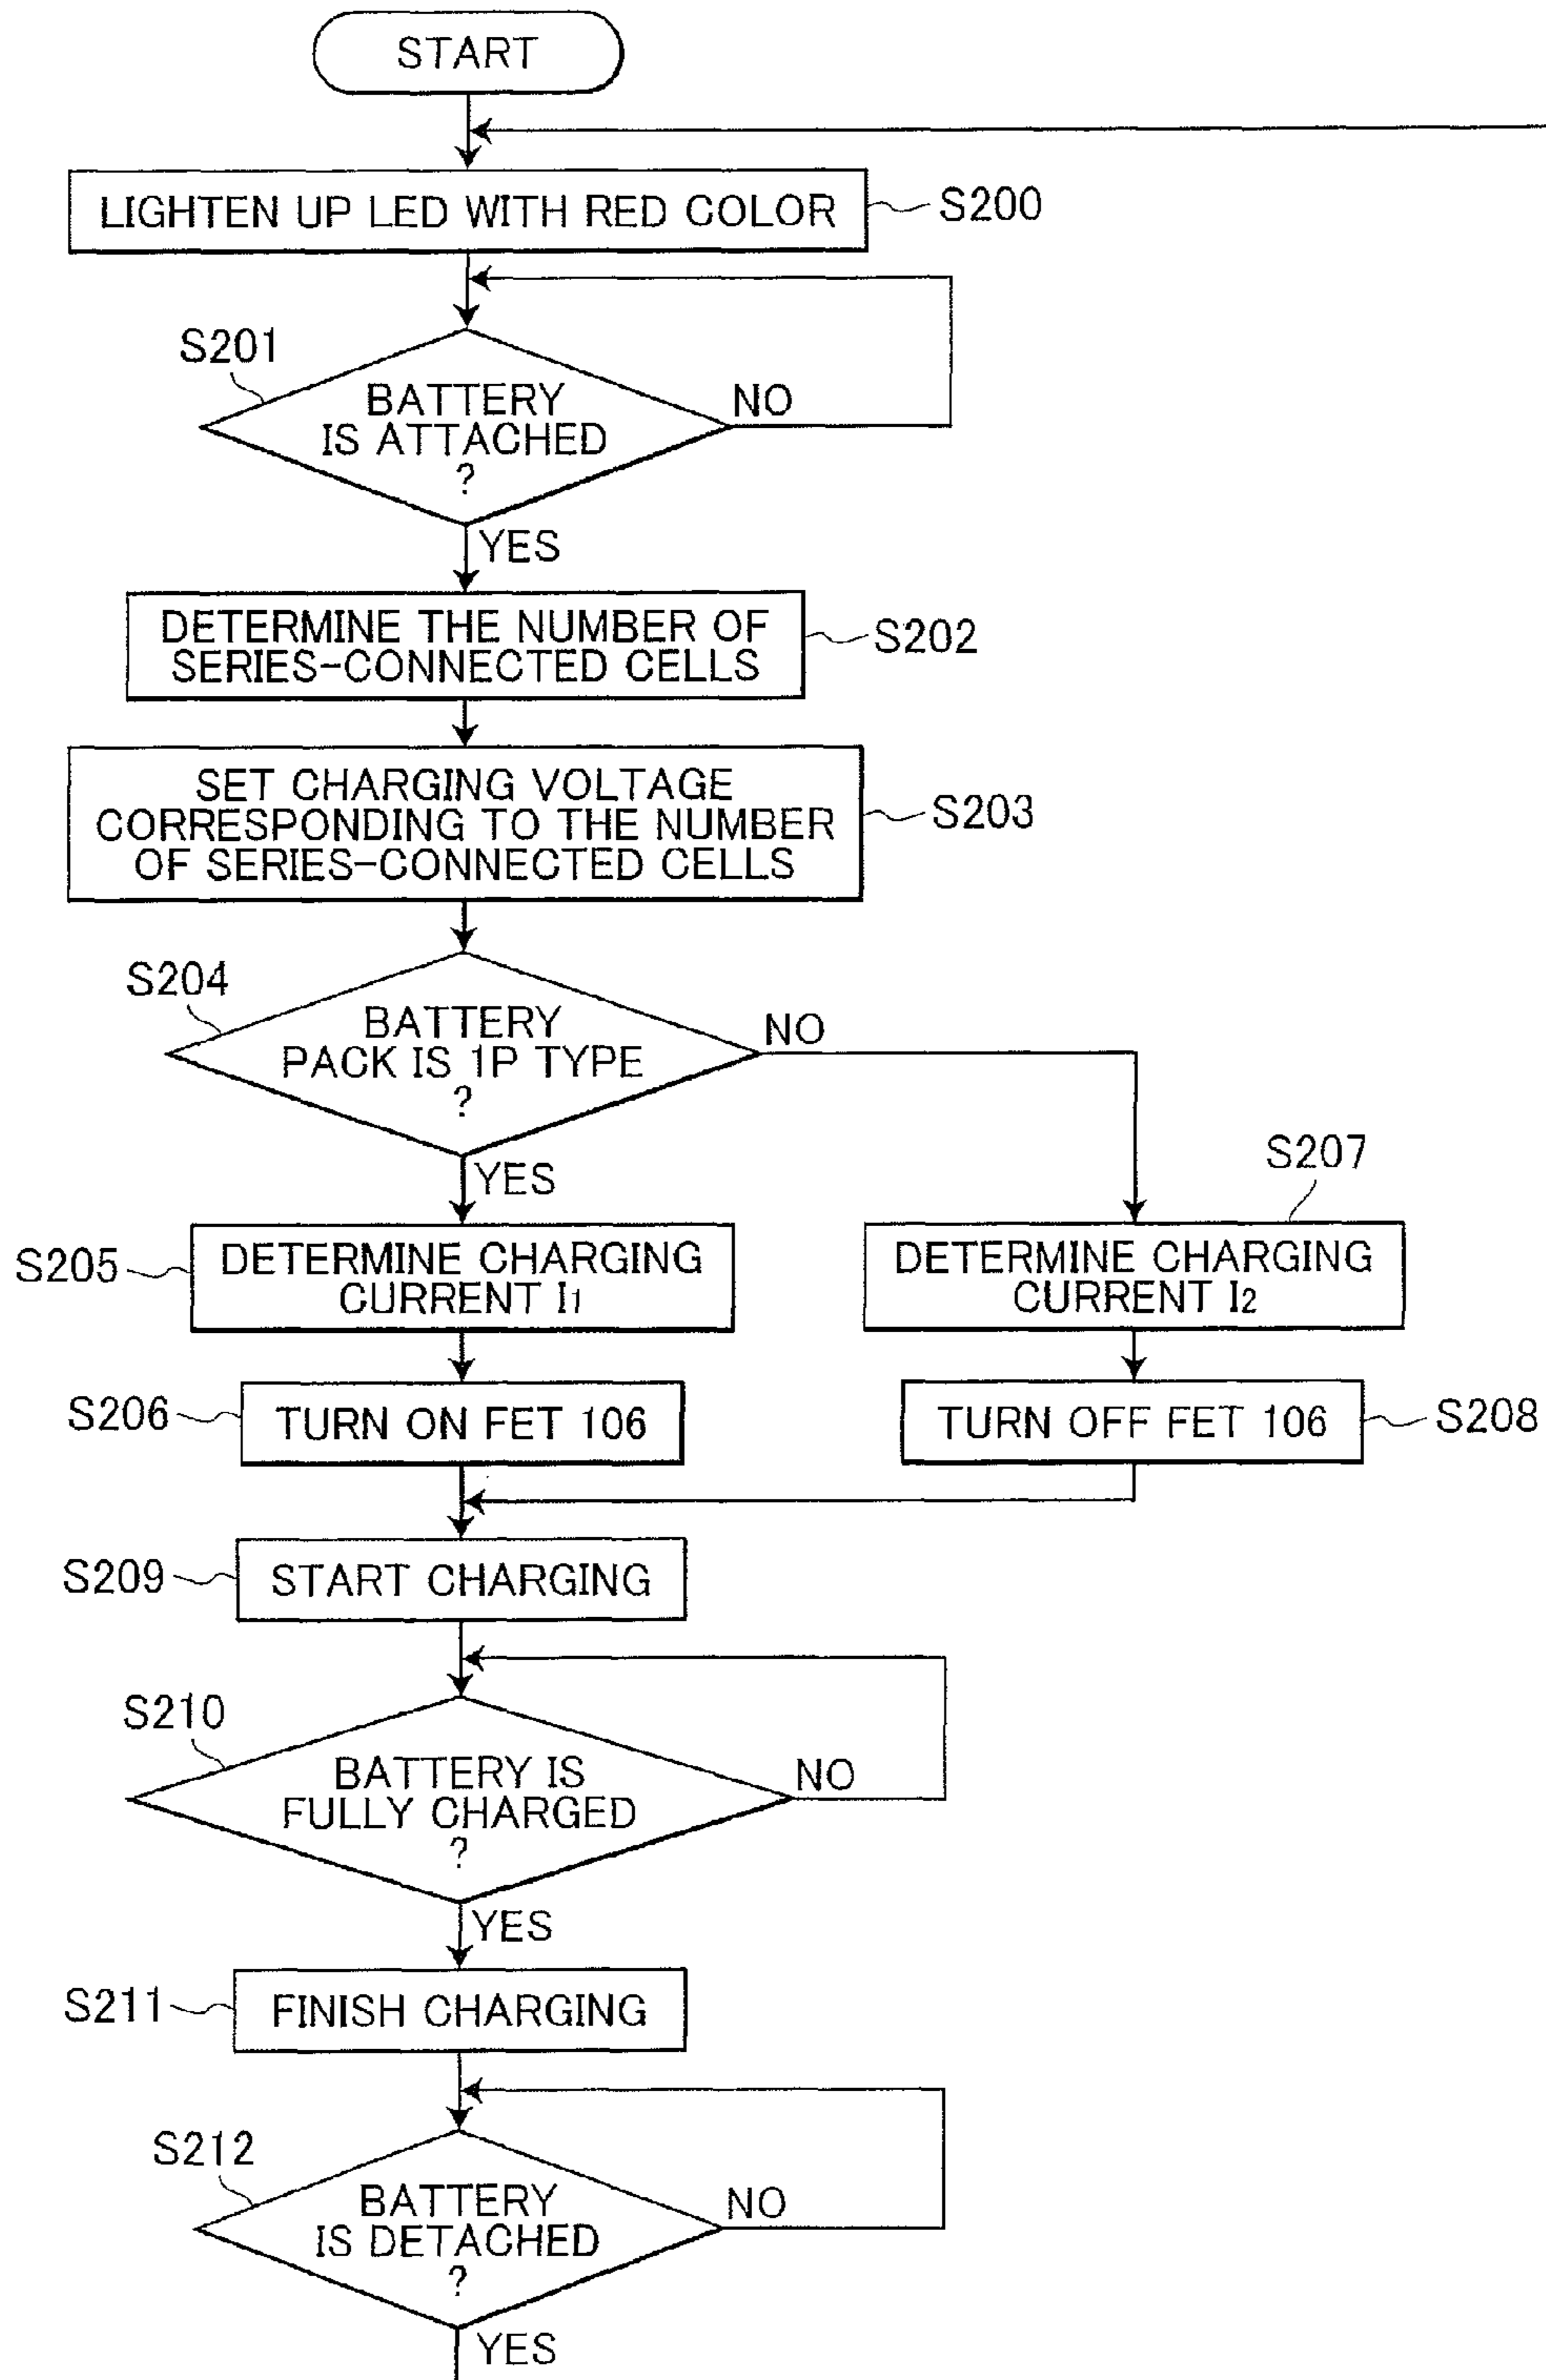 START
LIGHTEN UP LED WITH RED COLOR
S200
S201
BATTERY
IS ATTACHED
?
NO
YES
DETERMINE THE NUMBER OF
SERIES-CONNECTED CELLS
S202
SET CHARGING VOLTAGE
CORRESPONDING TO THE NUMBER
OF SERIES-CONNECTED CELLS
S203
S204
BATTERY
PACK IS 1P TYPE
?
NO
YES
S205
DETERMINE CHARGING
CURRENT I1
S207
DETERMINE CHARGING
CURRENT I2
S206
TURN ON FET 106
TURN OFF FET 106
S208
S209
START CHARGING
S210
BATTERY IS
FULLY CHARGED
?
NO
YES
S211
FINISH CHARGING
S212
BATTERY
IS DETACHED
?
NO
YES